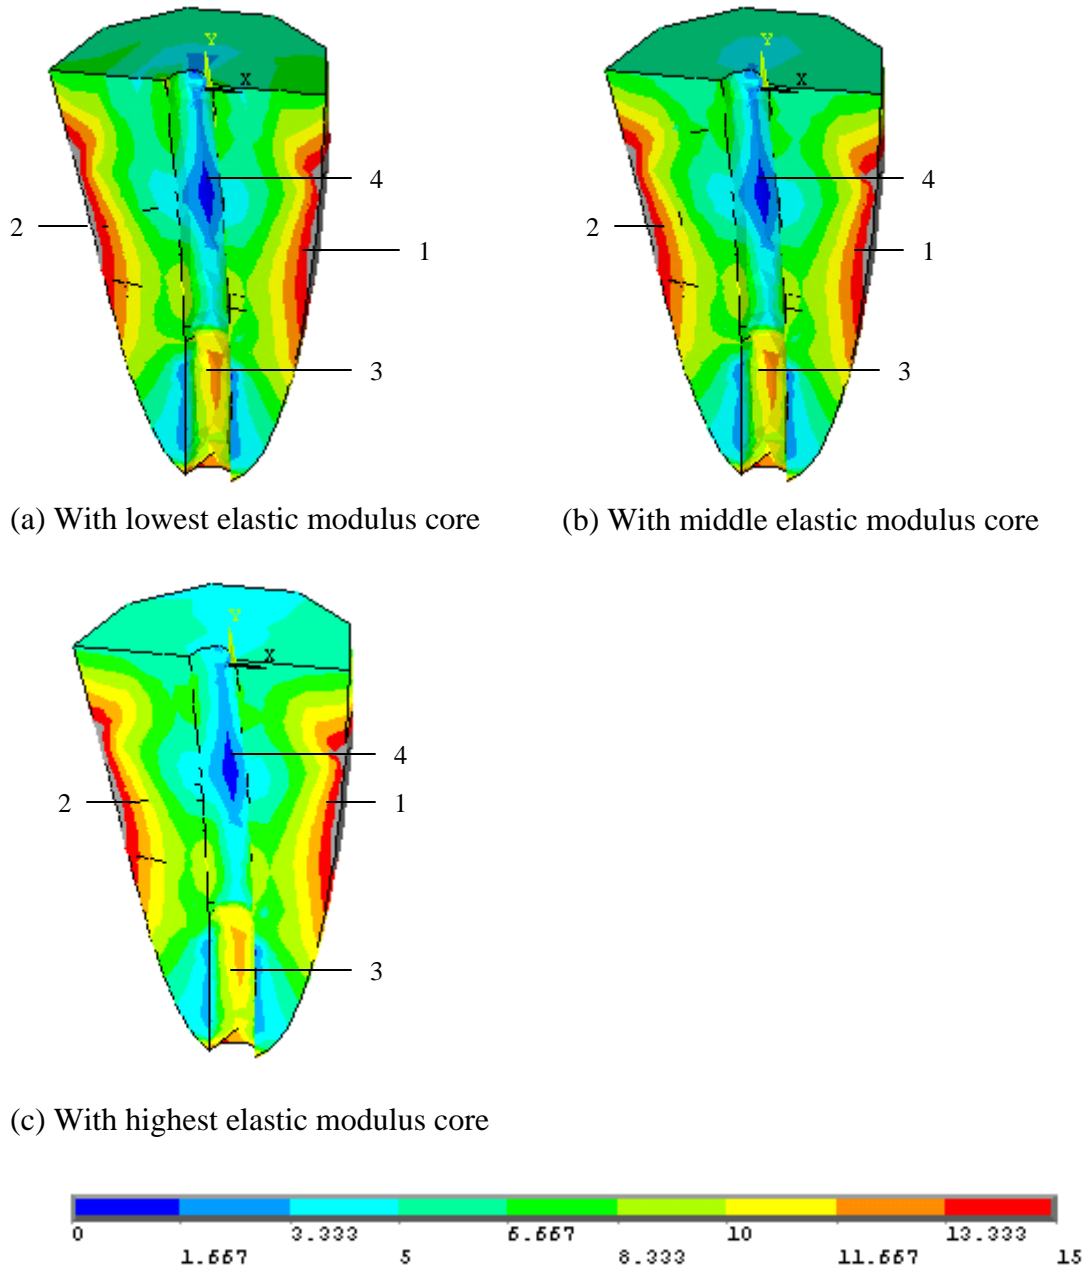 Y
X
4
2
1
3
Y
X
4
2
1
3
(a) With lowest elastic modulus core
(b) With middle elastic modulus core
Y
X
4
2
1
3
(c) With highest elastic modulus core
0 3.333 6.667 10 13.333
1.667 5 8.333 11.667 15